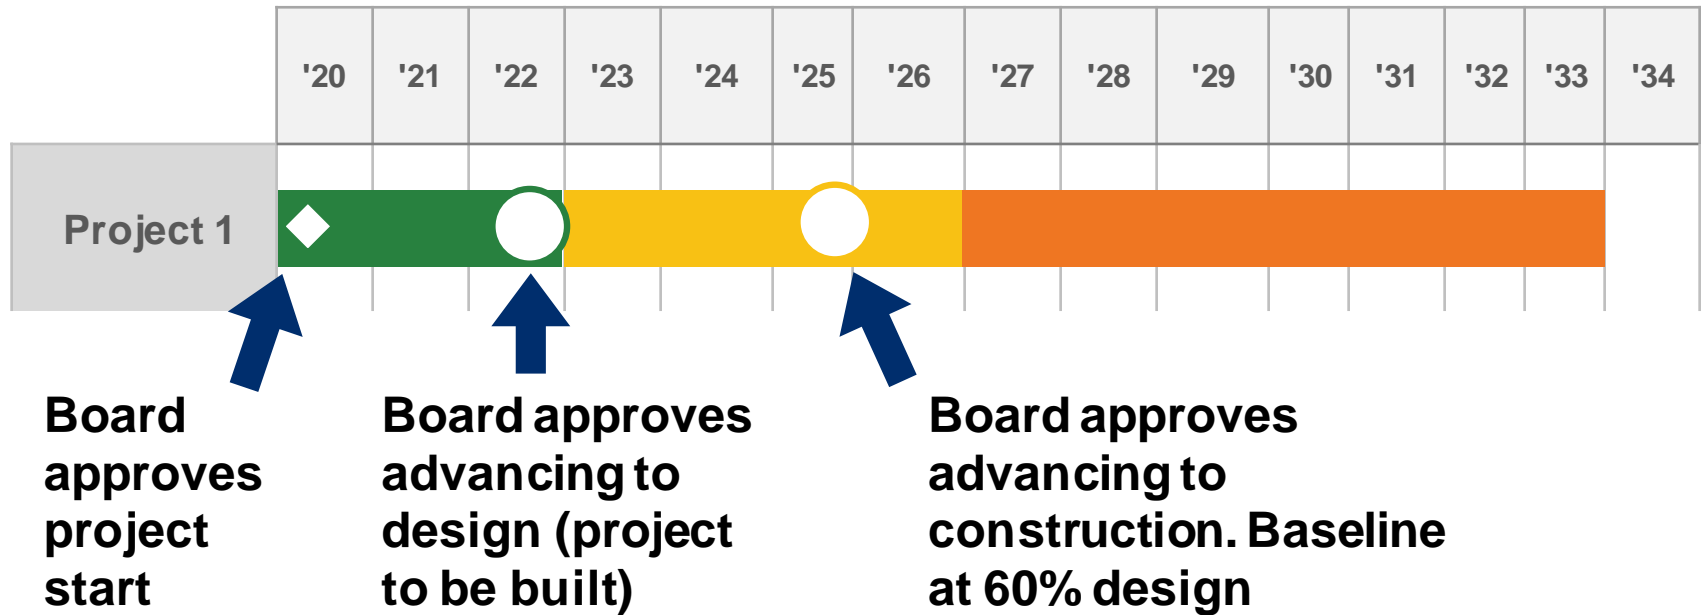 '20 '21 '22 '23 '24 '25 '26 '27 '28 '29 '30 '31 '32 '33 '34
Project 1
Board
approves
project
start
Board approves
advancing to
design (project
to be built)
Board approves
advancing to
construction. Baseline
at 60% design